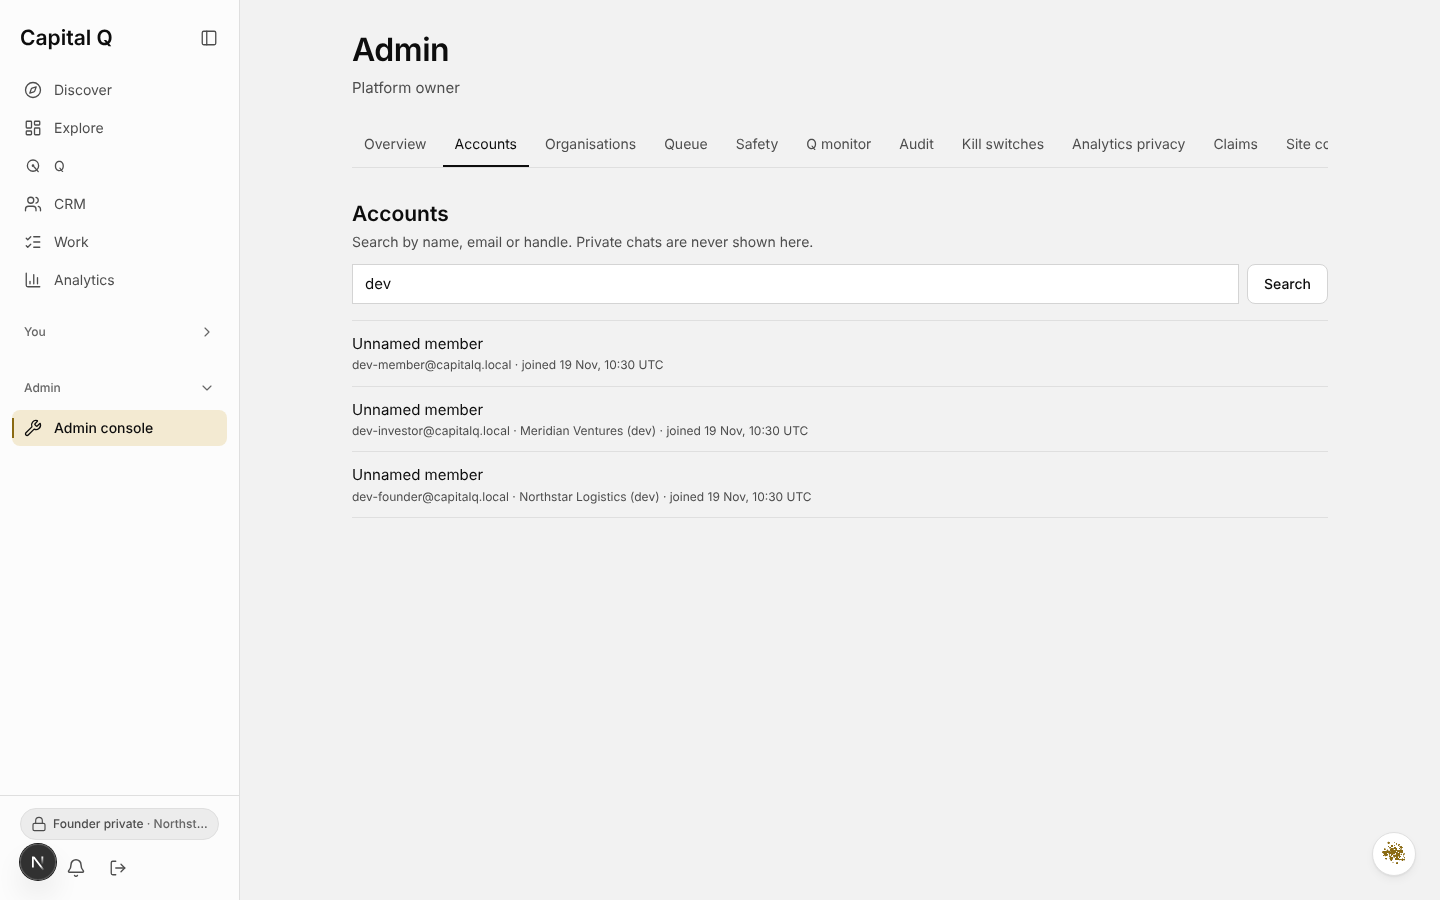 Capital Q
Discover
Explore
Q
CRM
Work
Analytics
You
Admin
Admin console
Founder private · Northst...
N
Admin
Platform owner
Overview Accounts Organisations Queue Safety Q monitor Audit Kill switches Analytics privacy Claims Site co
Accounts
Search by name, email or handle. Private chats are never shown here.
dev
Search
Unnamed member
dev-member@capitalq.local · joined 19 Nov, 10:30 UTC
Unnamed member
dev-investor@capitalq.local · Meridian Ventures (dev) · joined 19 Nov, 10:30 UTC
Unnamed member
dev-founder@capitalq.local · Northstar Logistics (dev) · joined 19 Nov, 10:30 UTC